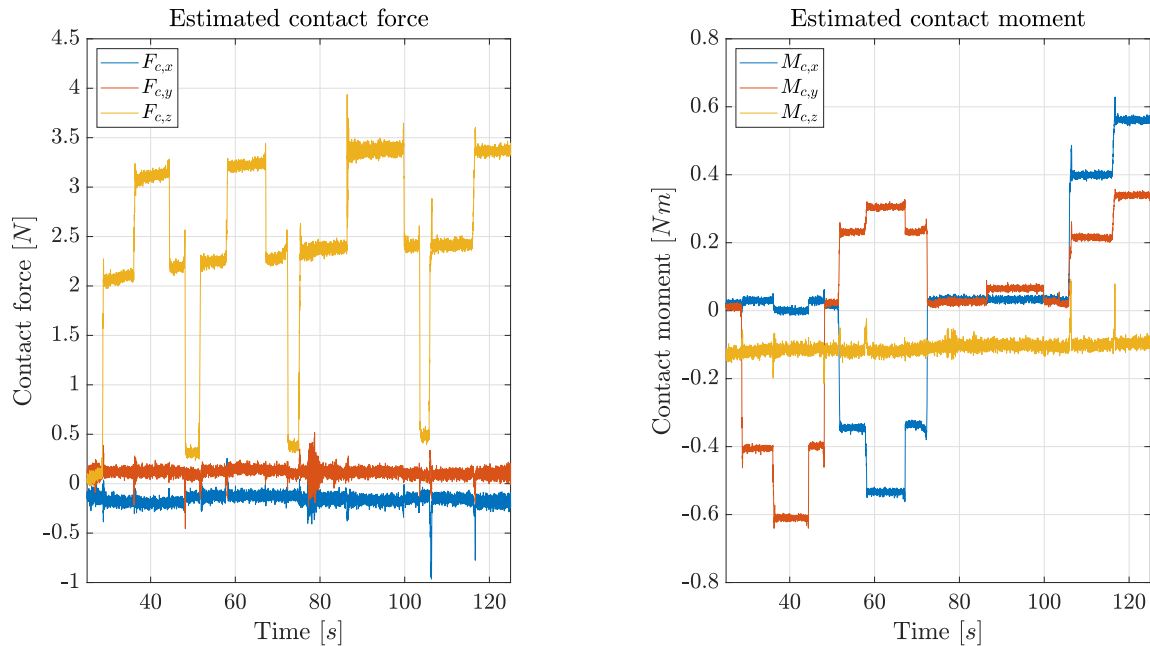 Estimated contact force
4.5
4
3.5
3
2.5
2
1.5
1
0.5
0
-0.5
-1
Contact force [N]
F_{c,x}
F_{c,y}
F_{c,z}
40 60 80 100 120
Time [s]
Estimated contact moment
0.8
0.6
0.4
0.2
0
-0.2
-0.4
-0.6
-0.8
Contact moment [Nm]
M_{c,x}
M_{c,y}
M_{c,z}
40 60 80 100 120
Time [s]